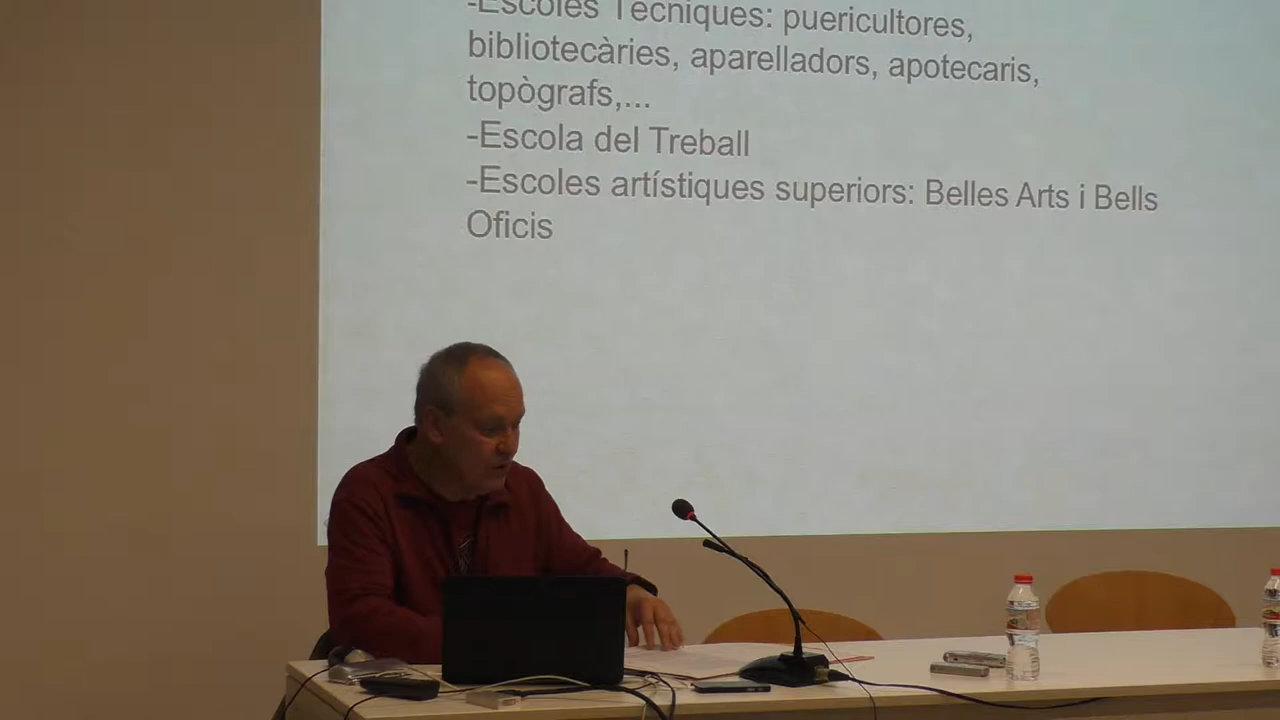 -Escoles Tècniques: puericultores,
bibliotecàries, aparelladors, apotecaris,
topògrafs,...
-Escola del Treball
-Escoles artístiques superiors: Belles Arts i Bells
Oficis